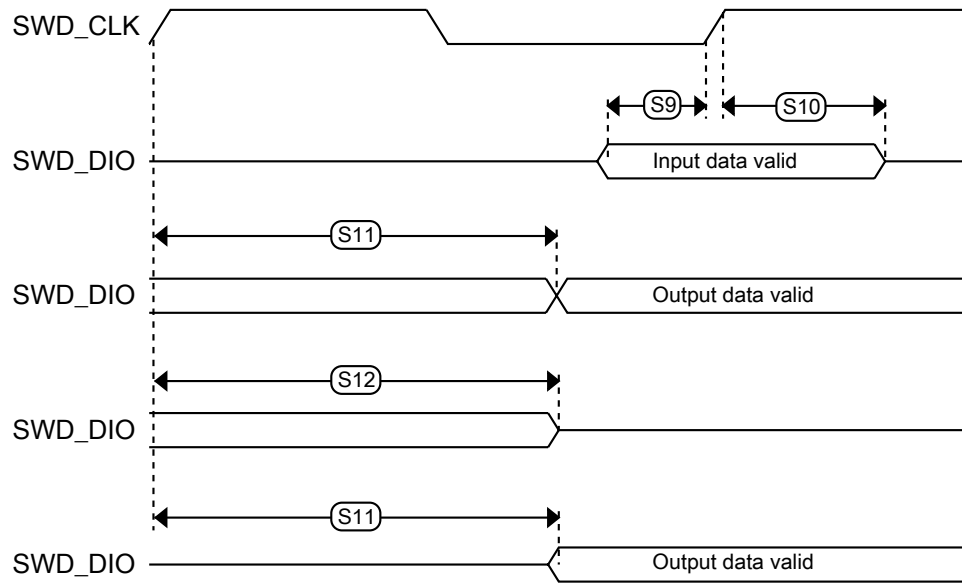 SWD_CLK
S9
S10
SWD_DIO
Input data valid
S11
SWD_DIO
Output data valid
S12
SWD_DIO
S11
SWD_DIO
Output data valid